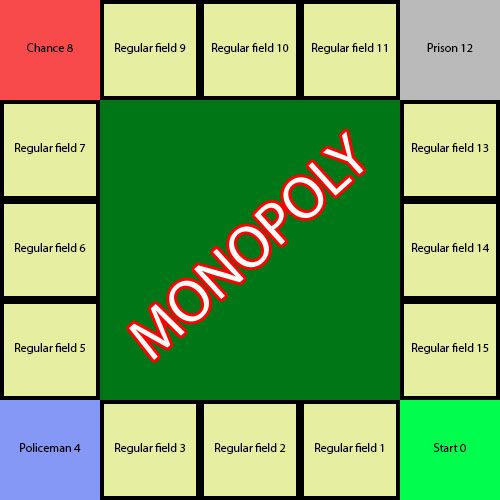 Chance 8
Regular field 9
Regular field 10
Regular field 11
Prison 12
Regular field 7
Regular field 13
Regular field 6
Regular field 14
MONOPOLY
Regular field 5
Regular field 15
Policeman 4
Regular field 3
Regular field 2
Regular field 1
Start 0